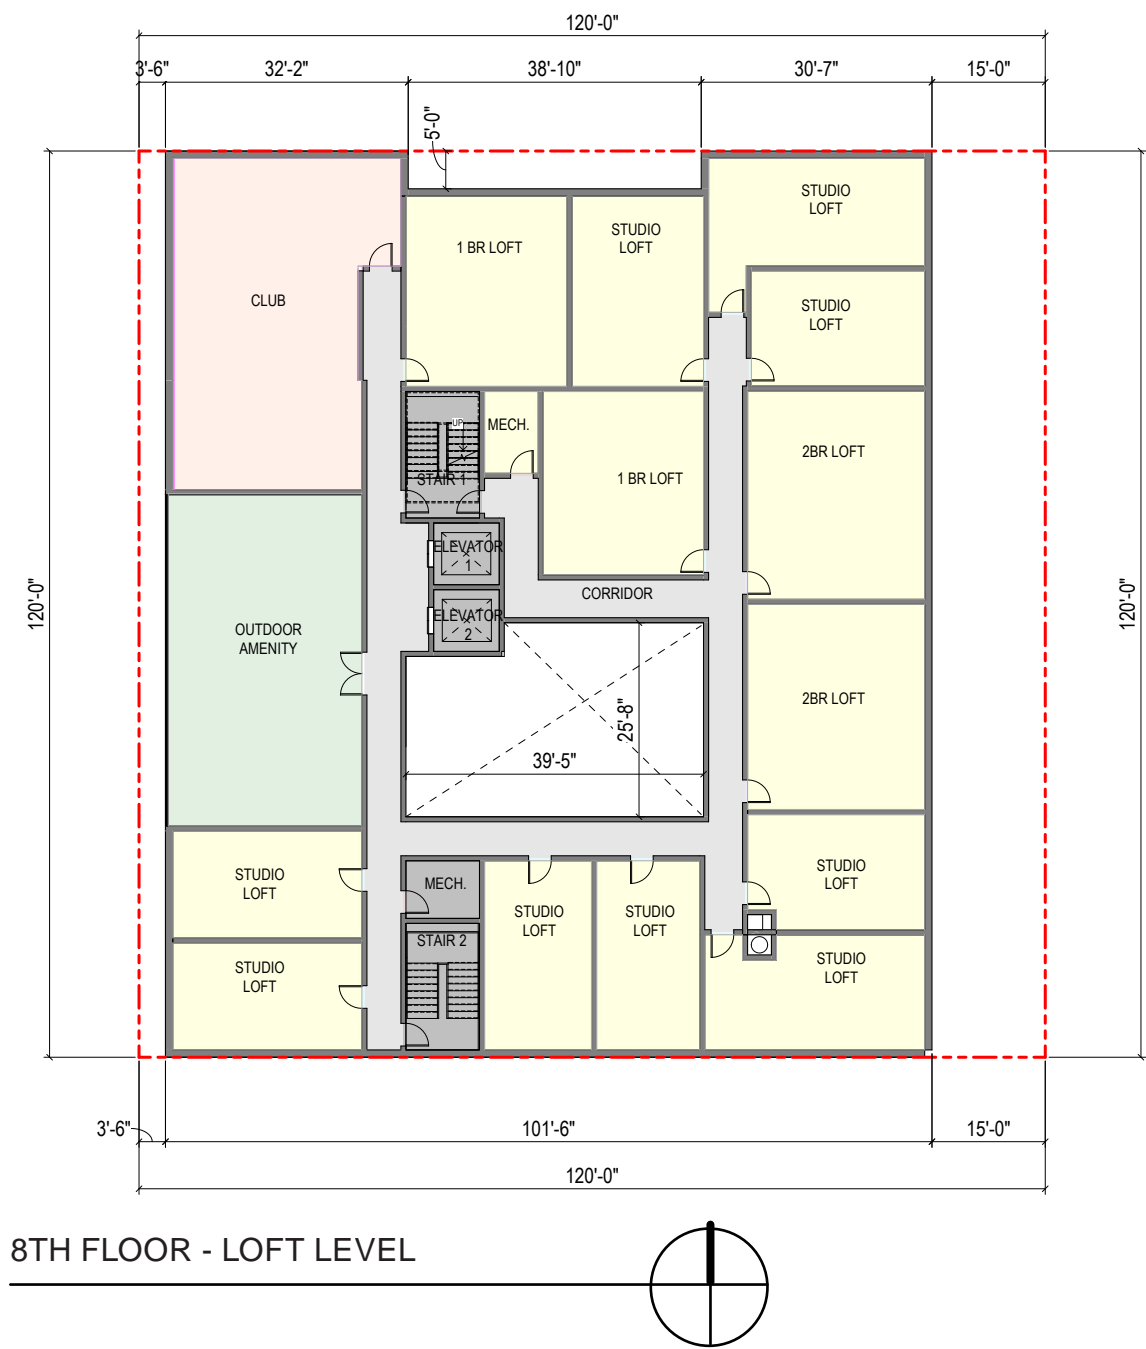 120'-0"
3'-6"
32'-2"
38'-10"
30'-7"
15'-0"
5'-0"
STUDIO
LOFT
1 BR LOFT
STUDIO
LOFT
CLUB
STUDIO
LOFT
UP
MECH.
2BR LOFT
STAIR 1
1 BR LOFT
ELEVATOR
1
CORRIDOR
120'-0"
120'-0"
ELEVATOR
2
OUTDOOR
AMENITY
2BR LOFT
25'-8"
39'-5"
STUDIO
LOFT
STUDIO
LOFT
MECH.
STUDIO
LOFT
STUDIO
LOFT
STAIR 2
STUDIO
LOFT
STUDIO
LOFT
3'-6"
101'-6"
15'-0"
120'-0"
8TH FLOOR - LOFT LEVEL